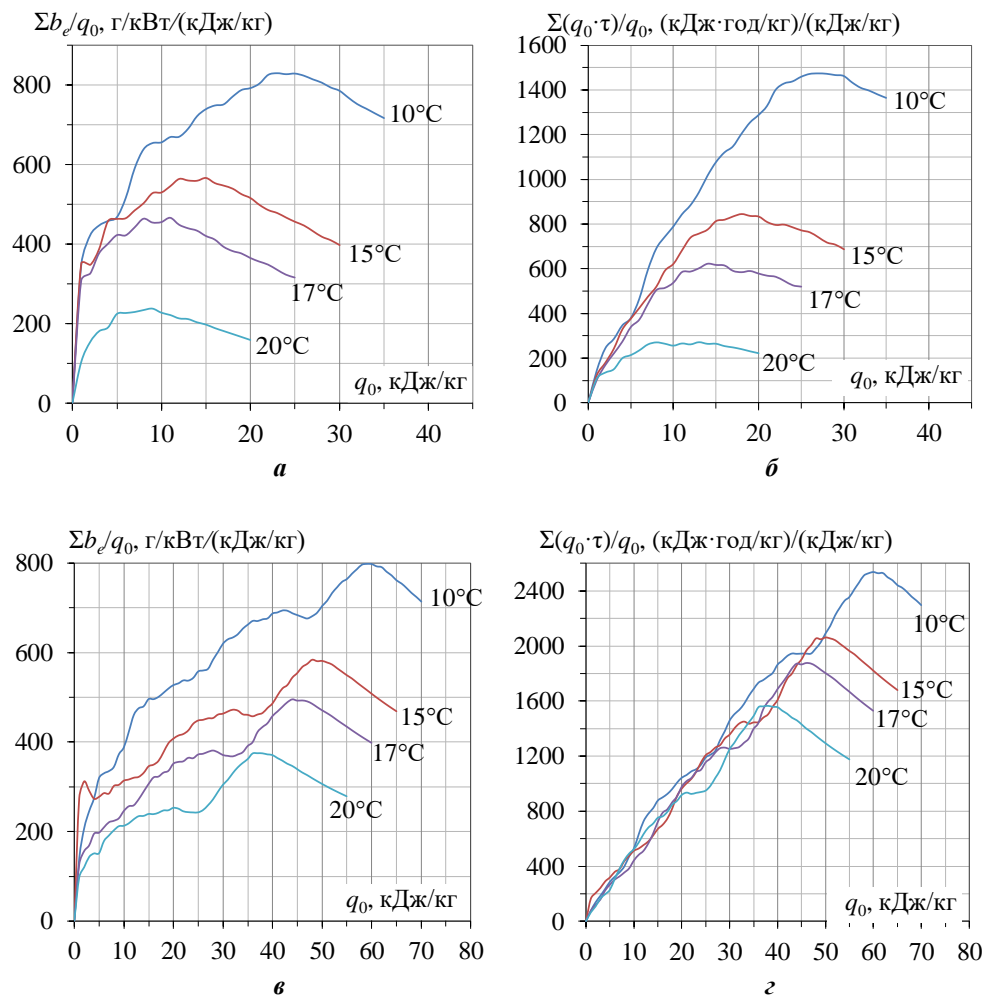 Σbₑ/q₀, г/кВт/(кДж/кг)
800
600
400
200
0
0 10 20 30 40
10°C
15°C
17°C
20°C
q₀, кДж/кг
а
Σ(q₀·τ)/q₀, (кДж·год/кг)/(кДж/кг)
1600
1400
1200
1000
800
600
400
200
0
0 10 20 30 40
10°C
15°C
17°C
20°C
q₀, кДж/кг
б
Σbₑ/q₀, г/кВт/(кДж/кг)
800
600
400
200
0
0 10 20 30 40 50 60 70 80
10°C
15°C
17°C
20°C
q₀, кДж/кг
в
Σ(q₀·τ)/q₀, (кДж·год/кг)/(кДж/кг)
2400
2000
1600
1200
800
400
0
0 10 20 30 40 50 60 70 80
10°C
15°C
17°C
20°C
q₀, кДж/кг
г